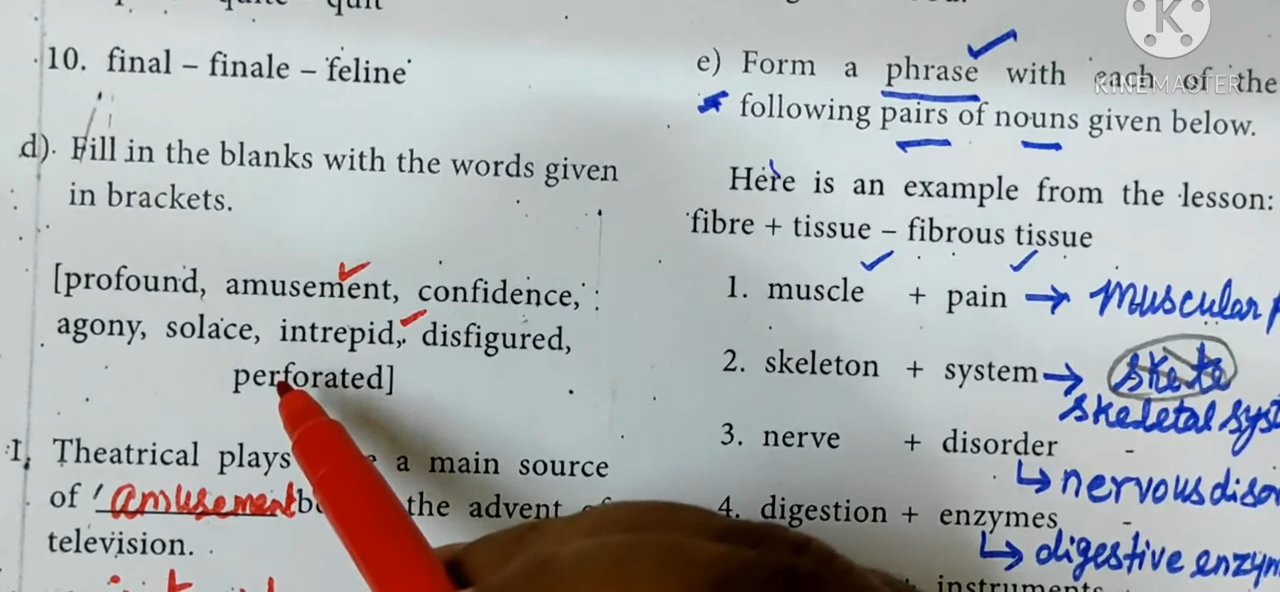 quit
10. final – finale – feline
d). Fill in the blanks with the words given
in brackets.
[profound, amusement, confidence,
agony, solace, intrepid, disfigured,
perforated]
1. Theatrical plays a main source
of amusement the advent
television.
e) Form a phrase with each of the
following pairs of nouns given below.
Here is an example from the lesson:
fibre + tissue – fibrous tissue
1. muscle + pain → muscular
2. skeleton + system → skete
skeletal
3. nerve + disorder
↳ nervous
4. digestion + enzymes
↳ digestive
instruments
K
KINEMASTER